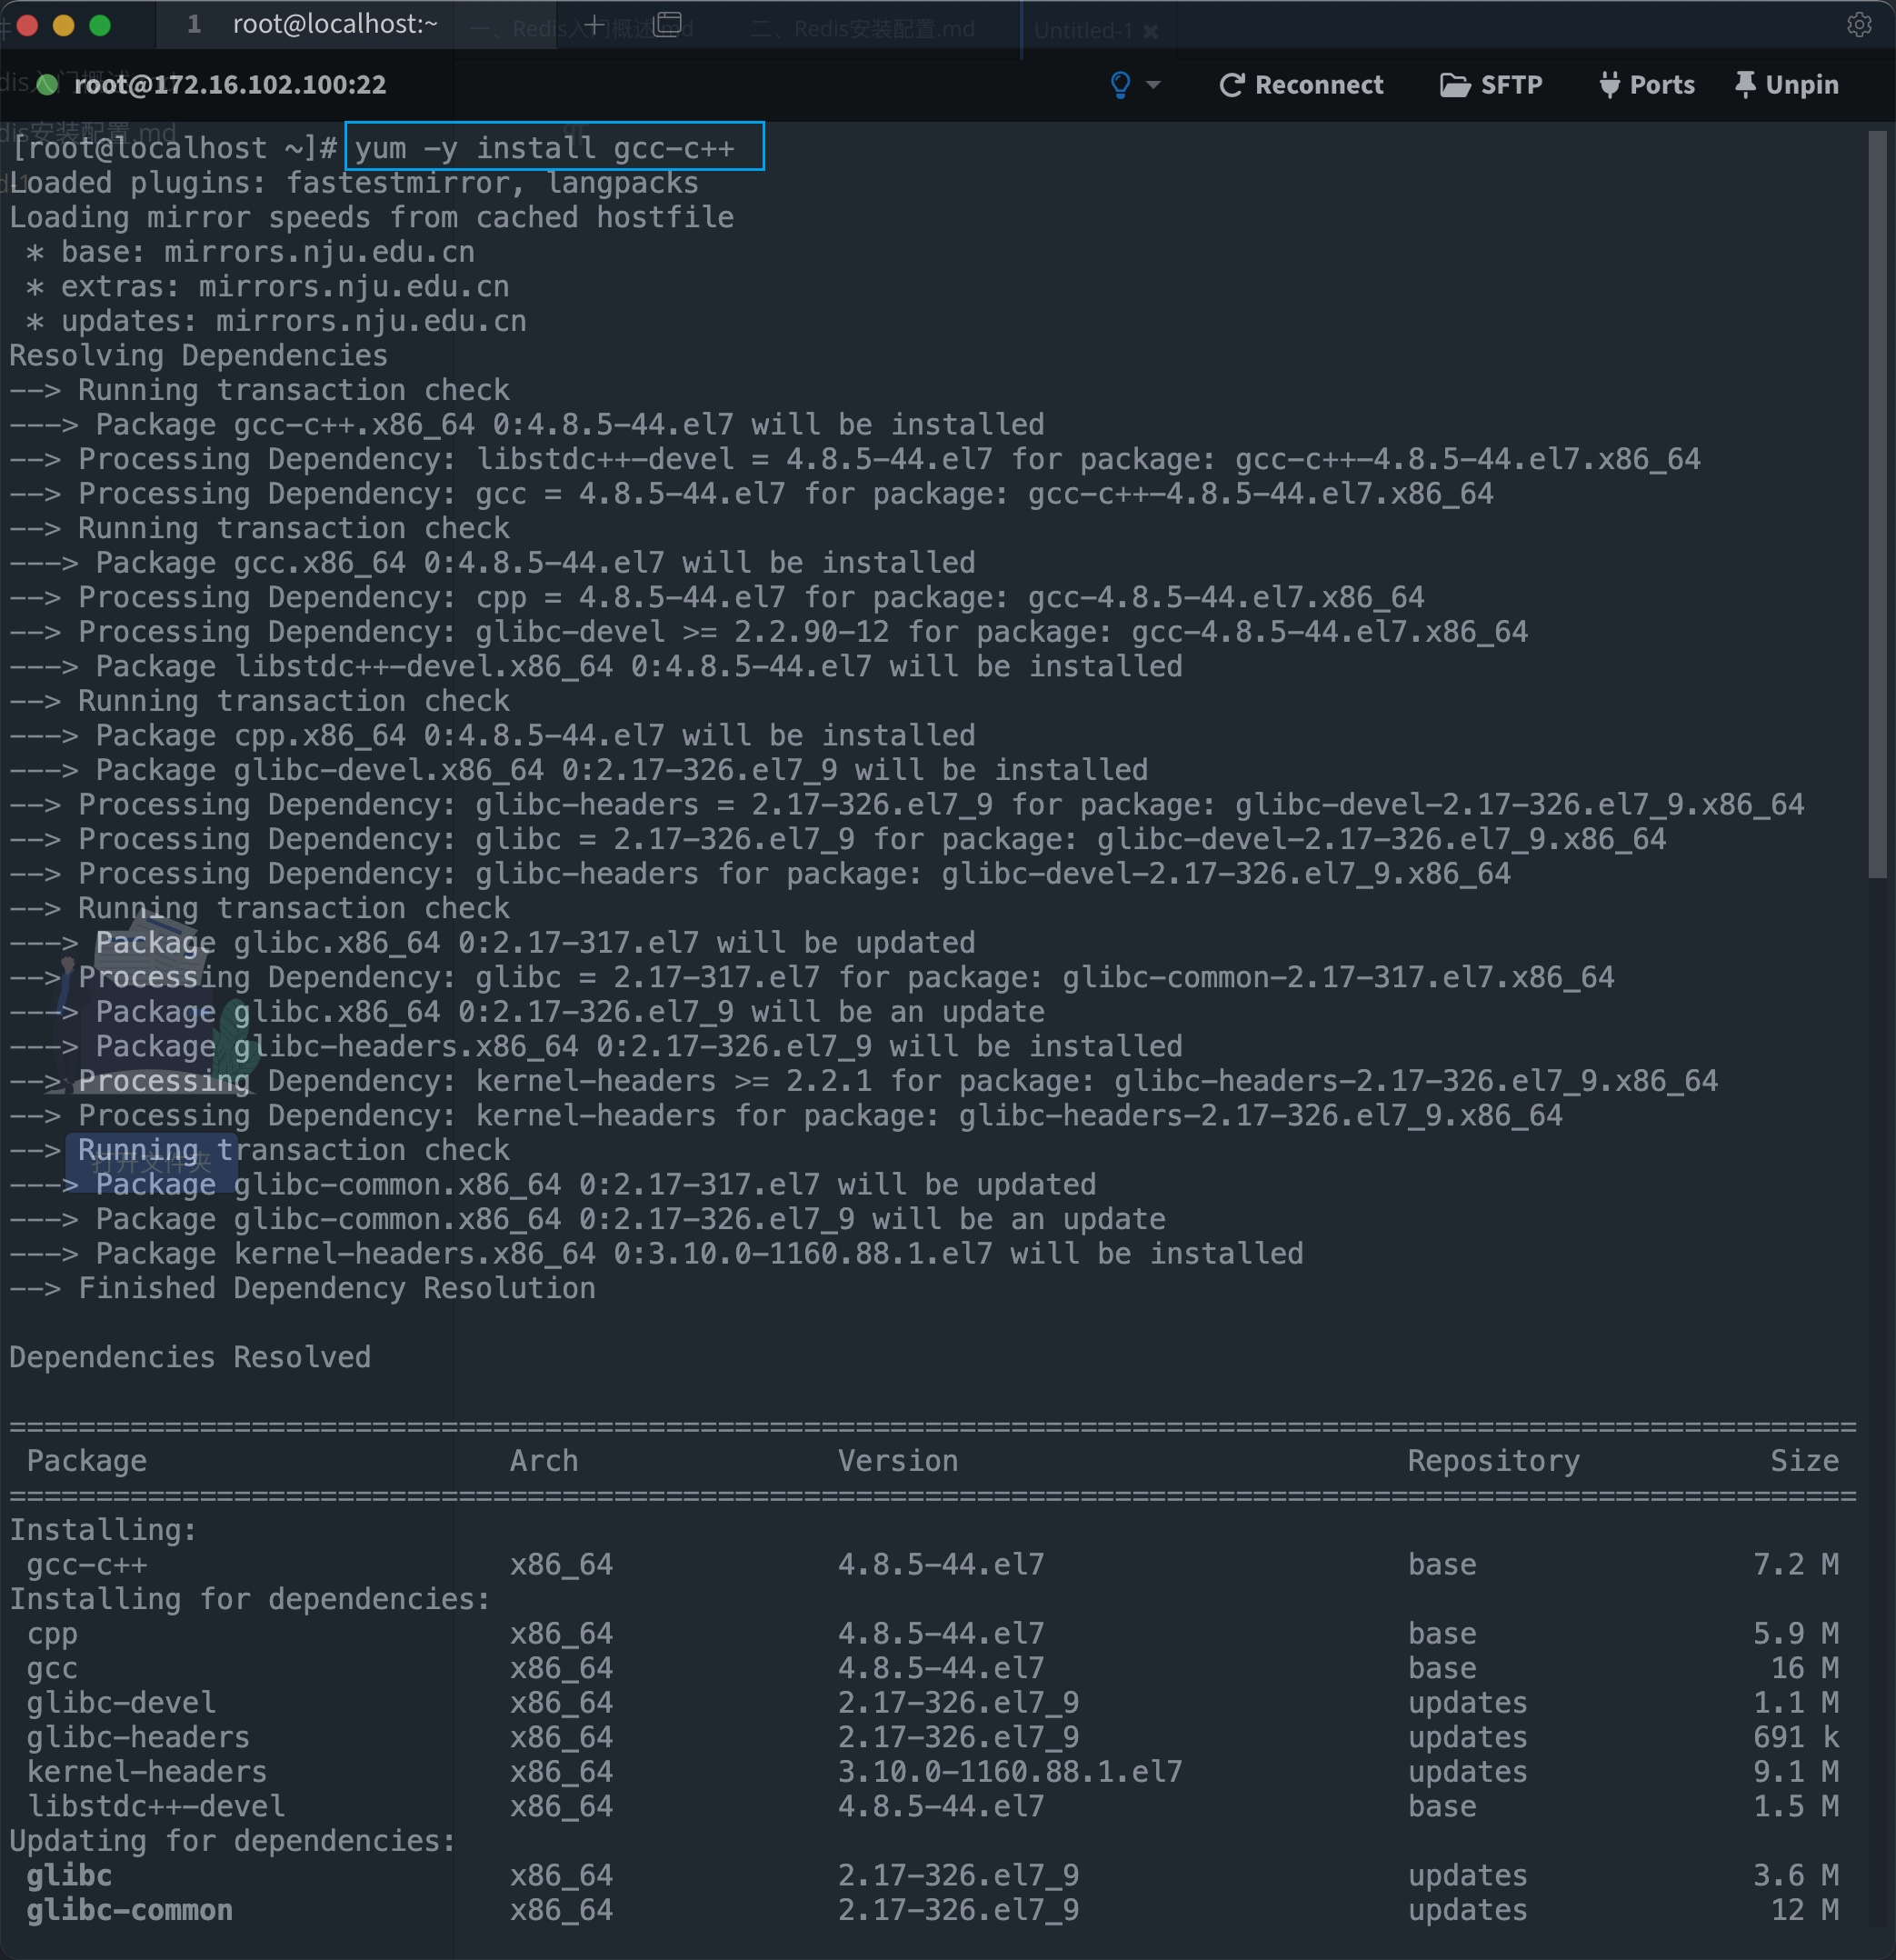 1 root@localhost:~
一、Redis入门概述.md 二、Redis安装配置.md Untitled-1
root@172.16.102.100:22 Reconnect SFTP Ports Unpin
[root@localhost ~]# yum -y install gcc-c++
Loaded plugins: fastestmirror, langpacks
Loading mirror speeds from cached hostfile
 * base: mirrors.nju.edu.cn
 * extras: mirrors.nju.edu.cn
 * updates: mirrors.nju.edu.cn
Resolving Dependencies
--> Running transaction check
---> Package gcc-c++.x86_64 0:4.8.5-44.el7 will be installed
--> Processing Dependency: libstdc++-devel = 4.8.5-44.el7 for package: gcc-c++-4.8.5-44.el7.x86_64
--> Processing Dependency: gcc = 4.8.5-44.el7 for package: gcc-c++-4.8.5-44.el7.x86_64
--> Running transaction check
---> Package gcc.x86_64 0:4.8.5-44.el7 will be installed
--> Processing Dependency: cpp = 4.8.5-44.el7 for package: gcc-4.8.5-44.el7.x86_64
--> Processing Dependency: glibc-devel >= 2.2.90-12 for package: gcc-4.8.5-44.el7.x86_64
---> Package libstdc++-devel.x86_64 0:4.8.5-44.el7 will be installed
--> Running transaction check
---> Package cpp.x86_64 0:4.8.5-44.el7 will be installed
---> Package glibc-devel.x86_64 0:2.17-326.el7_9 will be installed
--> Processing Dependency: glibc-headers = 2.17-326.el7_9 for package: glibc-devel-2.17-326.el7_9.x86_64
--> Processing Dependency: glibc = 2.17-326.el7_9 for package: glibc-devel-2.17-326.el7_9.x86_64
--> Processing Dependency: glibc-headers for package: glibc-devel-2.17-326.el7_9.x86_64
--> Running transaction check
---> Package glibc.x86_64 0:2.17-317.el7 will be updated
--> Processing Dependency: glibc = 2.17-317.el7 for package: glibc-common-2.17-317.el7.x86_64
---> Package glibc.x86_64 0:2.17-326.el7_9 will be an update
---> Package glibc-headers.x86_64 0:2.17-326.el7_9 will be installed
--> Processing Dependency: kernel-headers >= 2.2.1 for package: glibc-headers-2.17-326.el7_9.x86_64
--> Processing Dependency: kernel-headers for package: glibc-headers-2.17-326.el7_9.x86_64
--> Running transaction check
打开文件夹
---> Package glibc-common.x86_64 0:2.17-317.el7 will be updated
---> Package glibc-common.x86_64 0:2.17-326.el7_9 will be an update
---> Package kernel-headers.x86_64 0:3.10.0-1160.88.1.el7 will be installed
--> Finished Dependency Resolution
Dependencies Resolved
Package Arch Version Repository Size
Installing:
gcc-c++ x86_64 4.8.5-44.el7 base 7.2 M
Installing for dependencies:
cpp x86_64 4.8.5-44.el7 base 5.9 M
gcc x86_64 4.8.5-44.el7 base 16 M
glibc-devel x86_64 2.17-326.el7_9 updates 1.1 M
glibc-headers x86_64 2.17-326.el7_9 updates 691 k
kernel-headers x86_64 3.10.0-1160.88.1.el7 updates 9.1 M
libstdc++-devel x86_64 4.8.5-44.el7 base 1.5 M
Updating for dependencies:
glibc x86_64 2.17-326.el7_9 updates 3.6 M
glibc-common x86_64 2.17-326.el7_9 updates 12 M